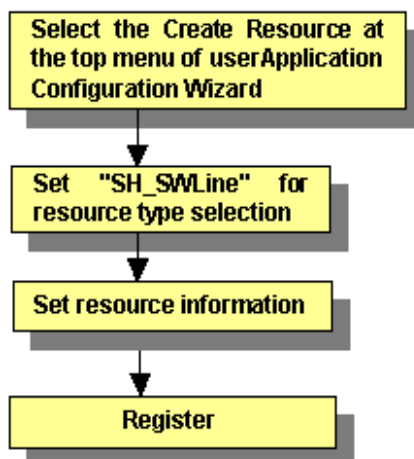 Select the Create Resource at
the top menu of userApplication
Configuration Wizard
Set "SH_SWLine" for
resource type selection
Set resource information
Register